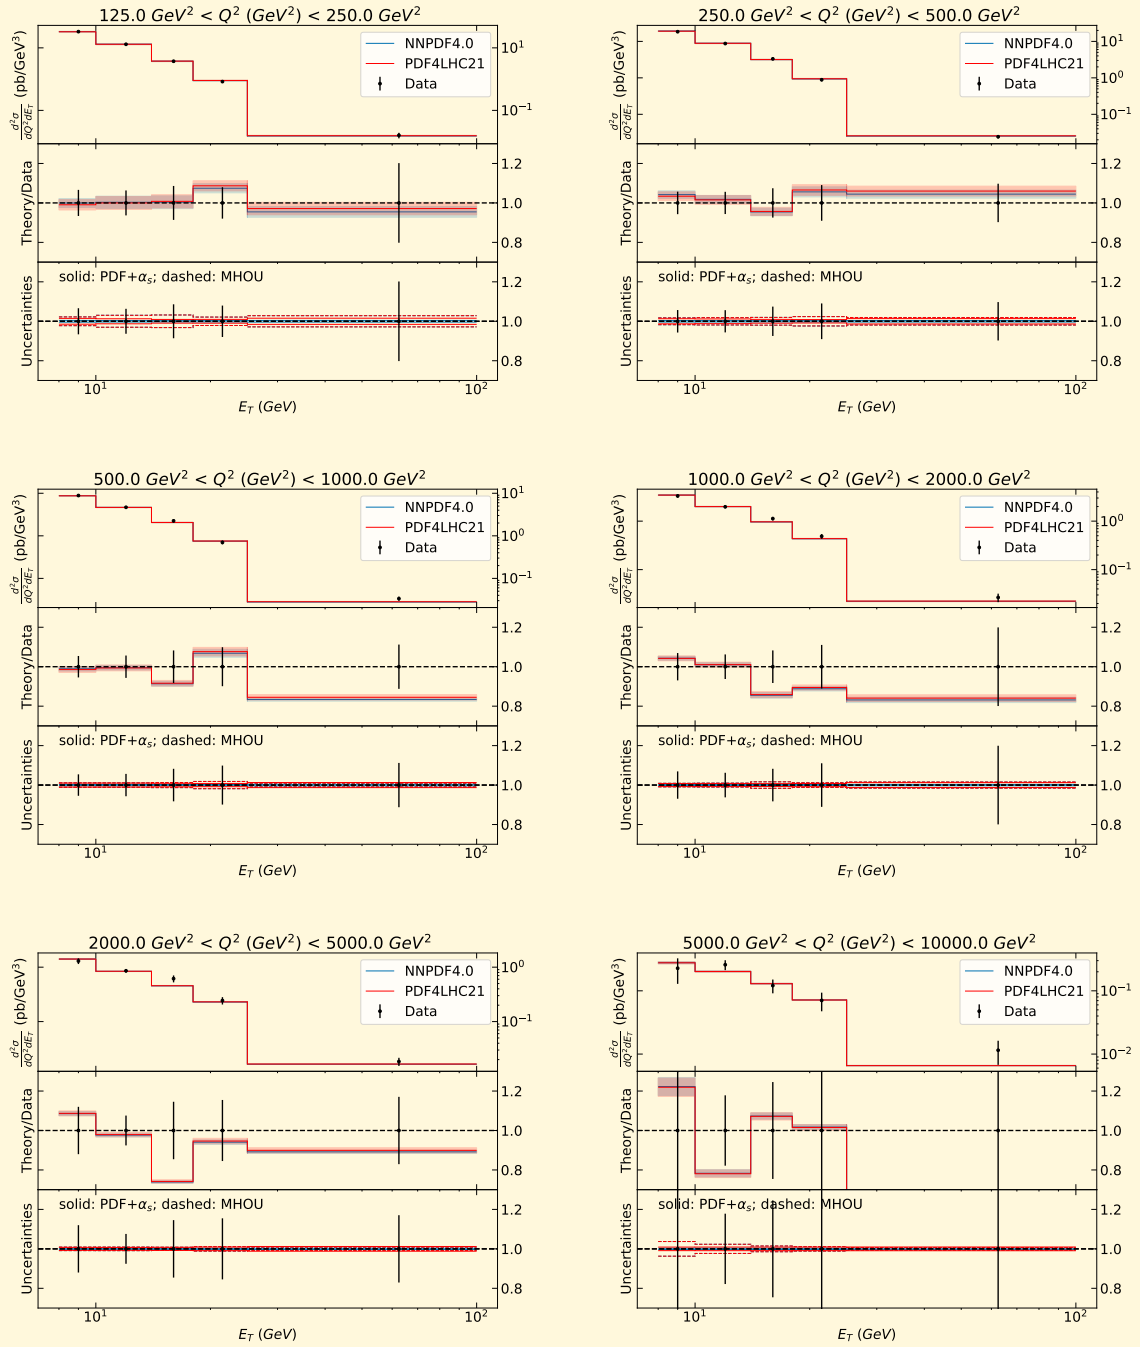 125.0 GeV² < Q² (GeV²) < 250.0 GeV²
d²σ/dQ²dE_T (pb/GeV³)
NNPDF4.0
PDF4LHC21
Data
10¹
10⁻¹
Theory/Data
1.2
1.0
0.8
solid: PDF+α_s; dashed: MHOU
Uncertainties
1.2
1.0
0.8
10¹ 10²
E_T (GeV)
250.0 GeV² < Q² (GeV²) < 500.0 GeV²
d²σ/dQ²dE_T (pb/GeV³)
NNPDF4.0
PDF4LHC21
Data
10¹
10⁰
10⁻¹
Theory/Data
1.2
1.0
0.8
solid: PDF+α_s; dashed: MHOU
Uncertainties
1.2
1.0
0.8
10¹ 10²
E_T (GeV)
500.0 GeV² < Q² (GeV²) < 1000.0 GeV²
d²σ/dQ²dE_T (pb/GeV³)
NNPDF4.0
PDF4LHC21
Data
10¹
10⁰
10⁻¹
Theory/Data
1.2
1.0
0.8
solid: PDF+α_s; dashed: MHOU
Uncertainties
1.2
1.0
0.8
10¹ 10²
E_T (GeV)
1000.0 GeV² < Q² (GeV²) < 2000.0 GeV²
d²σ/dQ²dE_T (pb/GeV³)
NNPDF4.0
PDF4LHC21
Data
10⁰
10⁻¹
Theory/Data
1.2
1.0
0.8
solid: PDF+α_s; dashed: MHOU
Uncertainties
1.2
1.0
0.8
10¹ 10²
E_T (GeV)
2000.0 GeV² < Q² (GeV²) < 5000.0 GeV²
d²σ/dQ²dE_T (pb/GeV³)
NNPDF4.0
PDF4LHC21
Data
10⁰
10⁻¹
Theory/Data
1.2
1.0
0.8
solid: PDF+α_s; dashed: MHOU
Uncertainties
1.2
1.0
0.8
10¹ 10²
E_T (GeV)
5000.0 GeV² < Q² (GeV²) < 10000.0 GeV²
d²σ/dQ²dE_T (pb/GeV³)
NNPDF4.0
PDF4LHC21
Data
10⁻¹
10⁻²
Theory/Data
1.2
1.0
0.8
solid: PDF+α_s; dashed: MHOU
Uncertainties
1.2
1.0
0.8
10¹ 10²
E_T (GeV)